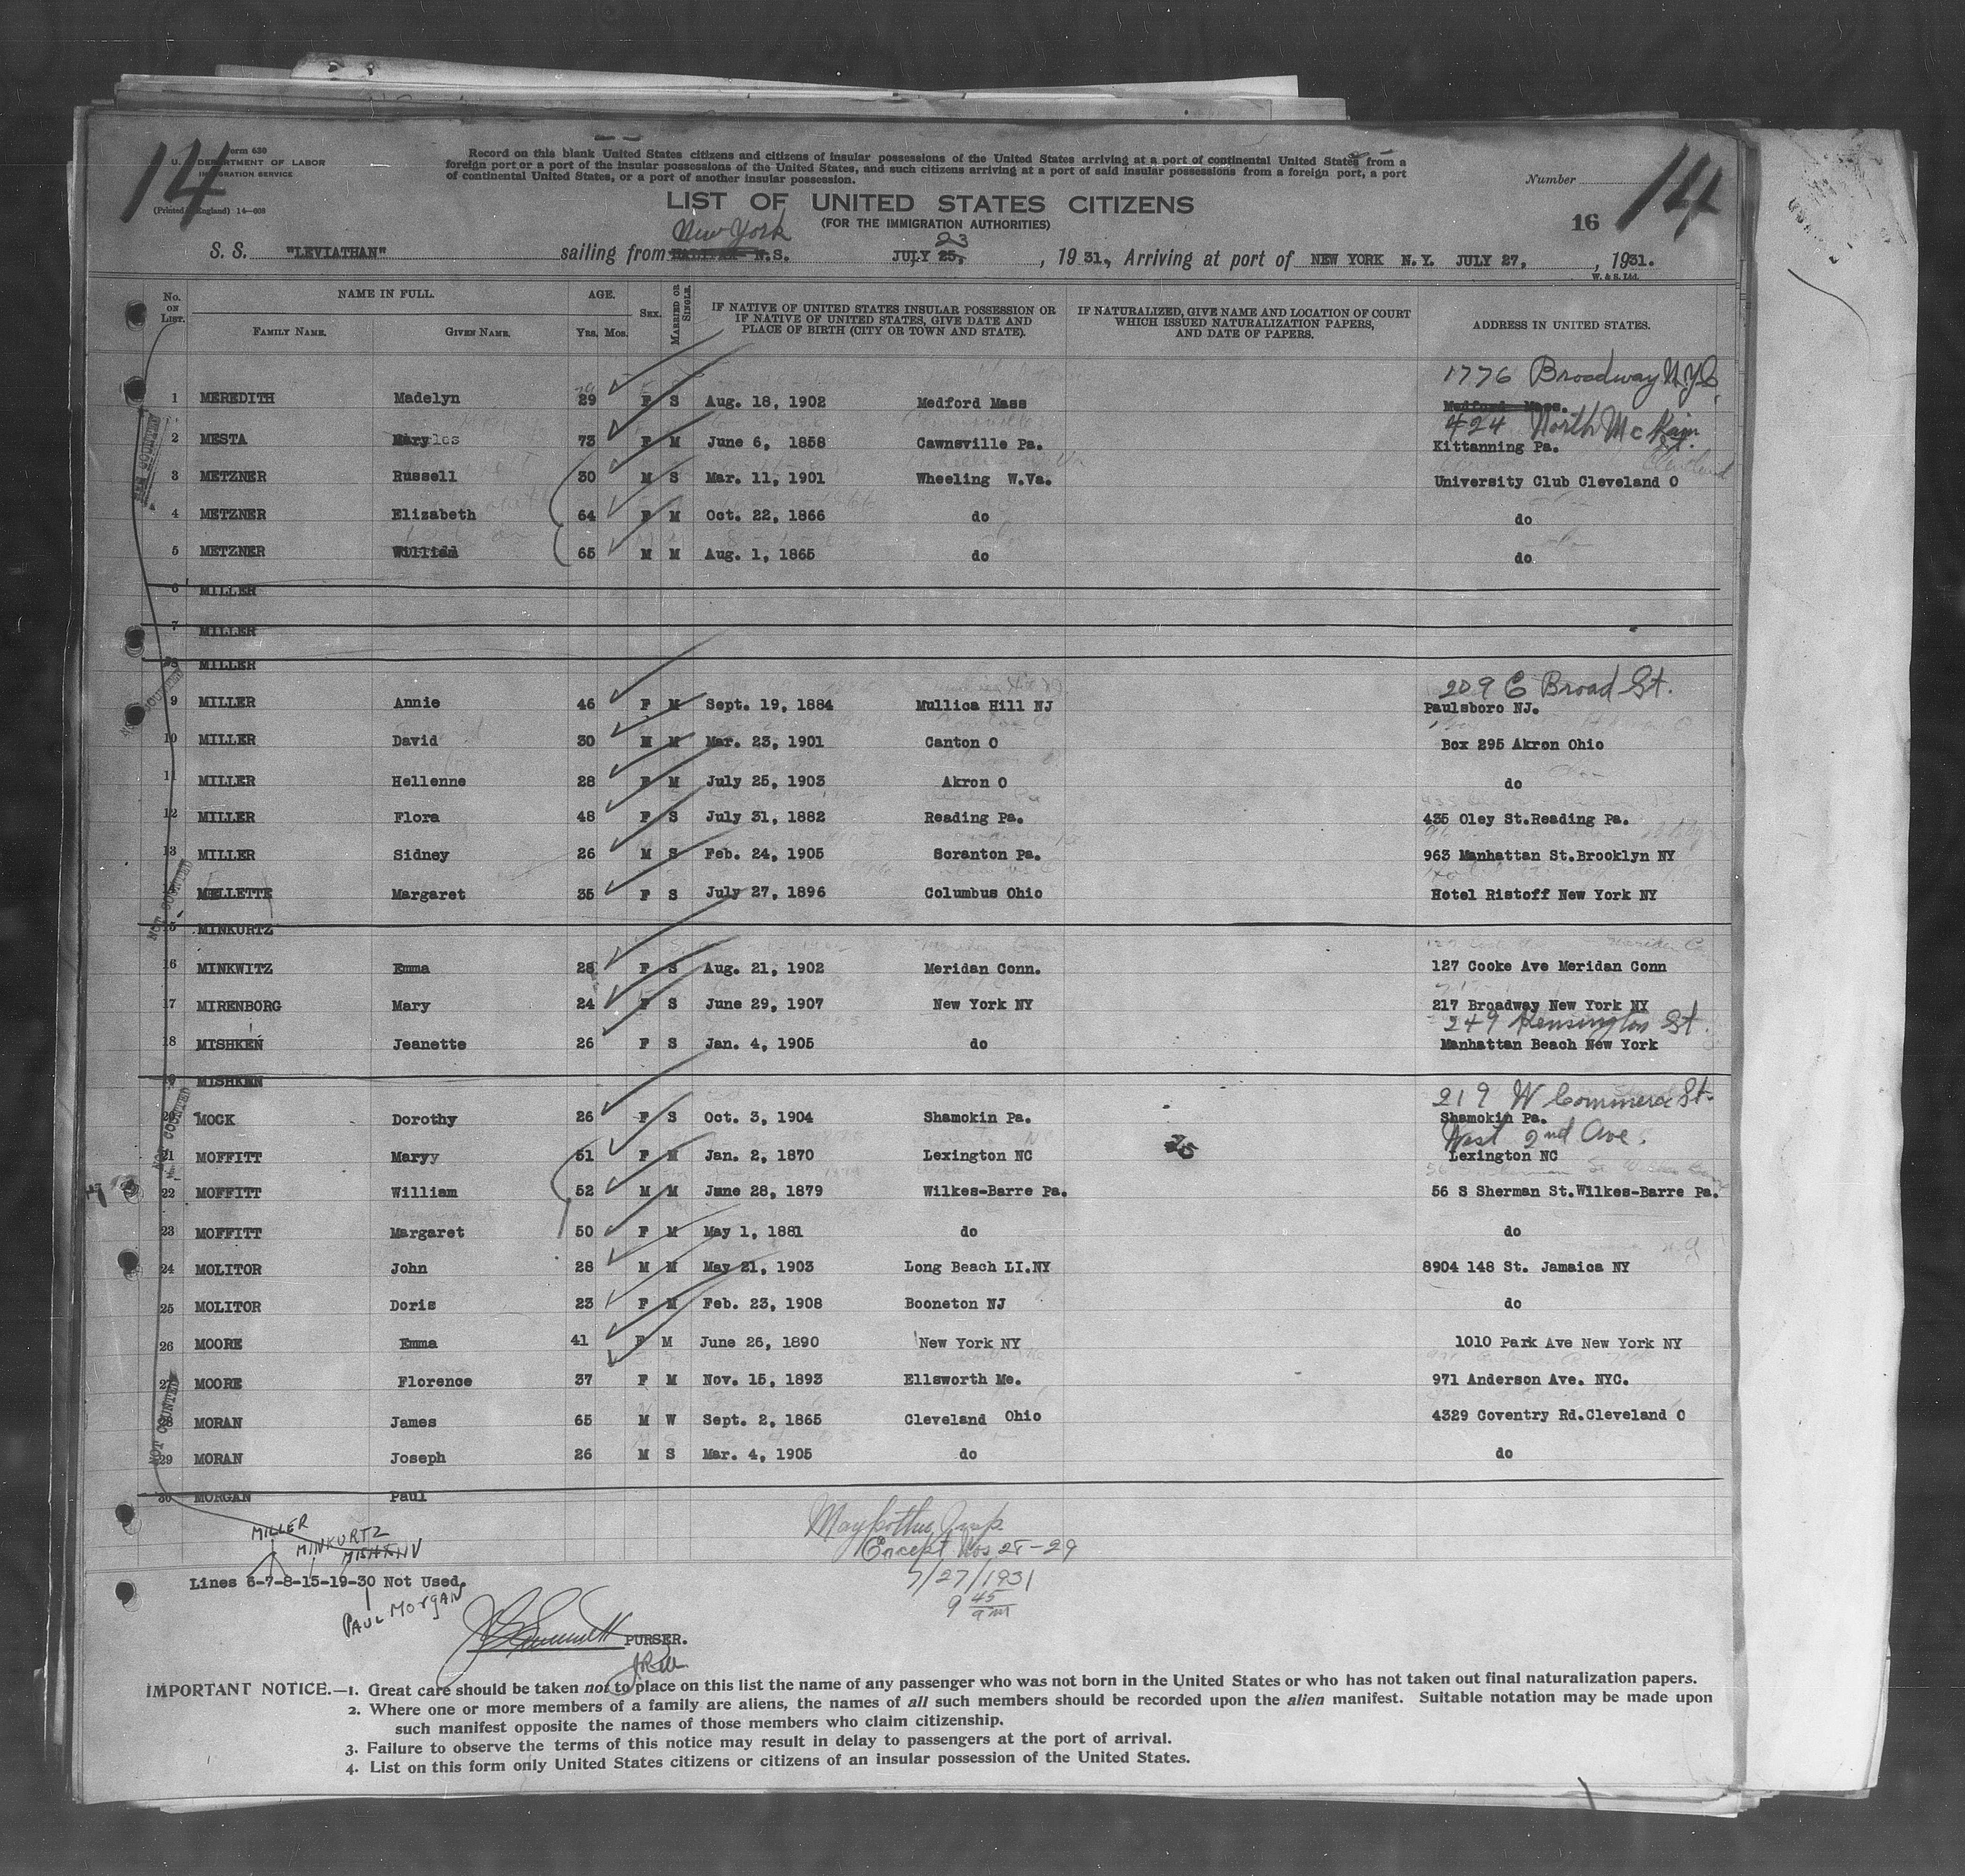 14
Form 630
U. S. DEPARTMENT OF LABOR
IMMIGRATION SERVICE
(Printed in England) 14—608
Record on this blank United States citizens and citizens of insular possessions of the United States arriving at a port of continental United States from a
foreign port or a part of the insular possessions of the United States, and such citizens arriving at a port of said insular possessions from a foreign port, a port
of continental United States, or a port of another insular possession.
Number
LIST OF UNITED STATES CITIZENS
(FOR THE IMMIGRATION AUTHORITIES)
16
14
New York
23
S. S. "LEVIATHAN" sailing from HALIFAX N.S. JULY 25, , 19 31., Arriving at port of NEW YORK N.Y. JULY 27, , 1931.
W. & S. Ltd.
No. ON LIST. NAME IN FULL. AGE. SEX. MARRIED OR SINGLE. IF NATIVE OF UNITED STATES INSULAR POSSESSION OR IF NATIVE OF UNITED STATES, GIVE DATE AND PLACE OF BIRTH (CITY OR TOWN AND STATE). IF NATURALIZED, GIVE NAME AND LOCATION OF COURT WHICH ISSUED NATURALIZATION PAPERS, AND DATE OF PAPERS. ADDRESS IN UNITED STATES.
FAMILY NAME. GIVEN NAME. Yrs. Mos.
1776 Broadway N.Y.C.
1 MEREDITH Madelyn 29 F S Aug. 18, 1902 Medford Mass Medford Mass.
424 North McKain St.
2 MESTA Mary 73 F M June 6, 1858 Cawnsville Pa. Kittanning Pa.
3 METZNER Russell 30 M S Mar. 11, 1901 Wheeling W.Va. University Club Cleveland O
4 METZNER Elizabeth 64 F M Oct. 22, 1866 do do
5 METZNER William 65 M M Aug. 1, 1865 do do
6 MILLER
7 MILLER
8 MILLER
209 E Broad St.
9 MILLER Annie 46 F M Sept. 19, 1884 Mullica Hill NJ Paulsboro NJ.
10 MILLER David 30 M M Mar. 23, 1901 Canton O Box 295 Akron Ohio
11 MILLER Hellenne 28 F M July 25, 1903 Akron O do
12 MILLER Flora 48 F S July 31, 1882 Reading Pa. 435 Oley St.Reading Pa.
13 MILLER Sidney 26 M S Feb. 24, 1905 Scranton Pa. 963 Manhattan St.Brooklyn NY
14 MELLETTE Margaret 35 F S July 27, 1896 Columbus Ohio Hotel Ristoff New York NY
15 MINKURTZ
16 MINKWITZ Emma 28 F S Aug. 21, 1902 Meridan Conn. 127 Cooke Ave Meridan Conn
17 MIRENBORG Mary 24 F S June 29, 1907 New York NY 217 Broadway New York NY
249 Kensington St.
18 MISHKEN Jeanette 26 F S Jan. 4, 1905 do Manhattan Beach New York
19 MISHKEN
219 W Commerce St.
20 MOCK Dorothy 26 F S Oct. 3, 1904 Shamokin Pa. Shamokin Pa.
West 2nd Ave.
21 MOFFITT Maryy 51 F M Jan. 2, 1870 Lexington NC Lexington NC
22 MOFFITT William 52 M M June 28, 1879 Wilkes-Barre Pa. 56 S Sherman St.Wilkes-Barre Pa.
23 MOFFITT Margaret 50 F M May 1, 1881 do do
24 MOLITOR John 28 M M May 21, 1903 Long Beach LI.NY 8904 148 St. Jamaica NY
25 MOLITOR Doris 23 F M Feb. 23, 1908 Booneton NJ do
26 MOORE Emma 41 F M June 26, 1890 New York NY 1010 Park Ave New York NY
27 MOORE Florence 37 F M Nov. 15, 1893 Ellsworth Me. 971 Anderson Ave. NYC.
28 MORAN James 65 M W Sept. 2, 1865 Cleveland Ohio 4329 Coventry Rd.Cleveland O
29 MORAN Joseph 26 M S Mar. 4, 1905 do do
30 MORGAN Paul
NOT COUNTED
NOT COUNTED
NOT COUNTED
NOT COUNTED
NOT COUNTED
MILLER
MINKURTZ
MISHKEN
Lines 6-7-8-15-19-30 Not Used.
PAUL MORGAN
Insp.
Except Nos 28-29
7/27/1931
9 45 am
PURSER.
IMPORTANT NOTICE.—1. Great care should be taken not to place on this list the name of any passenger who was not born in the United States or who has not taken out final naturalization papers.
2. Where one or more members of a family are aliens, the names of all such members should be recorded upon the alien manifest. Suitable notation may be made upon
such manifest opposite the names of those members who claim citizenship.
3. Failure to observe the terms of this notice may result in delay to passengers at the port of arrival.
4. List on this form only United States citizens or citizens of an insular possession of the United States.